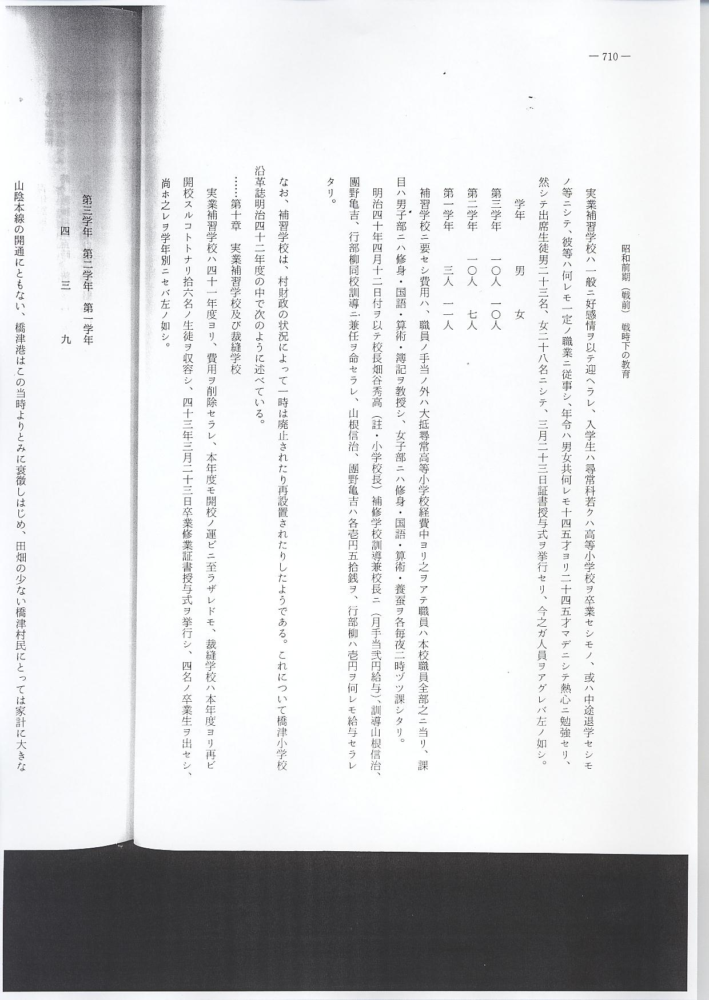 ― 710 ―
昭和前期(戦前) 戦時下の教育
実業補習学校ハ一般ニ好感情ヲ以テ迎ヘラレ、入学生ハ尋常科若クハ高等小学校ヲ卒業セシモノ、或ハ中途退学セシモ
ノ等ニシテ、彼等ハ何レモ一定ノ職業ニ従事シ、年令ハ男女共何レモ十四五才ヨリ二十四五才マデニシテ熱心ニ勉強セリ、
然シテ出席生徒男二十三名、女二十八名ニシテ、三月二十三日証書授与式ヲ挙行セリ、今之ガ人員ヲアグレバ左ノ如シ。
学年 男 女
第三学年 一〇人 一〇人
第二学年 一〇人 七人
第一学年 三人 一一人
補習学校ニ要セシ費用ハ、職員ノ手当ノ外ハ大抵尋常高等小学校経費中ヨリ之ヲアテ職員ハ本校職員全部之ニ当リ、課
目ハ男子部ニハ修身・国語・算術・簿記ヲ教授シ、女子部ニハ修身・国語・算術・養蚕ヲ各毎夜二時ヅツ課シタリ。
明治四十年四月十二日付ヲ以テ校長畑谷秀高(註・小学校長)補修学校訓導兼校長ニ(月手当弐円給与)、訓導山根信治、
團野亀吉、行部柳同校訓導ニ兼任ヲ命セラレ、山根信治、團野亀吉ハ各壱円五拾銭ヲ、行部柳ハ壱円ヲ何レモ給与セラレ
タリ。
なお、補習学校は、村財政の状況によって一時は廃止されたり再設置されたりしたようである。これについて橋津小学校
沿革誌明治四十二年度の中で次のように述べている。
……第十章 実業補習学校及び裁縫学校
実業補習学校ハ四十一年度ヨリ、費用ヲ削除セラレ、本年度モ開校ノ運ビニ至ラザレドモ、裁縫学校ハ本年度ヨリ再ビ
開校スルコトトナリ拾六名ノ生徒ヲ収容シ、四十三年三月二十三日卒業修業証書授与式ヲ挙行シ、四名ノ卒業生ヲ出セシ、
尚ホ之レヲ学年別ニセバ左ノ如シ。
第三学年 第二学年 第一学年
四 三 九
山陰本線の開通にともない、橋津港はこの当時よりとみに衰徴しはじめ、田畑の少ない橋津村民にとっては家計に大きな